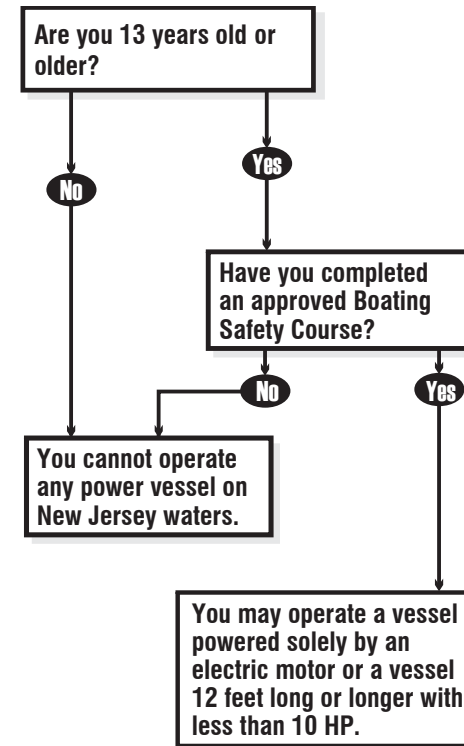 Are you 13 years old or
older?
No
Yes
Have you completed
an approved Boating
Safety Course?
No
Yes
You cannot operate
any power vessel on
New Jersey waters.
You may operate a vessel
powered solely by an
electric motor or a vessel
12 feet long or longer with
less than 10 HP.